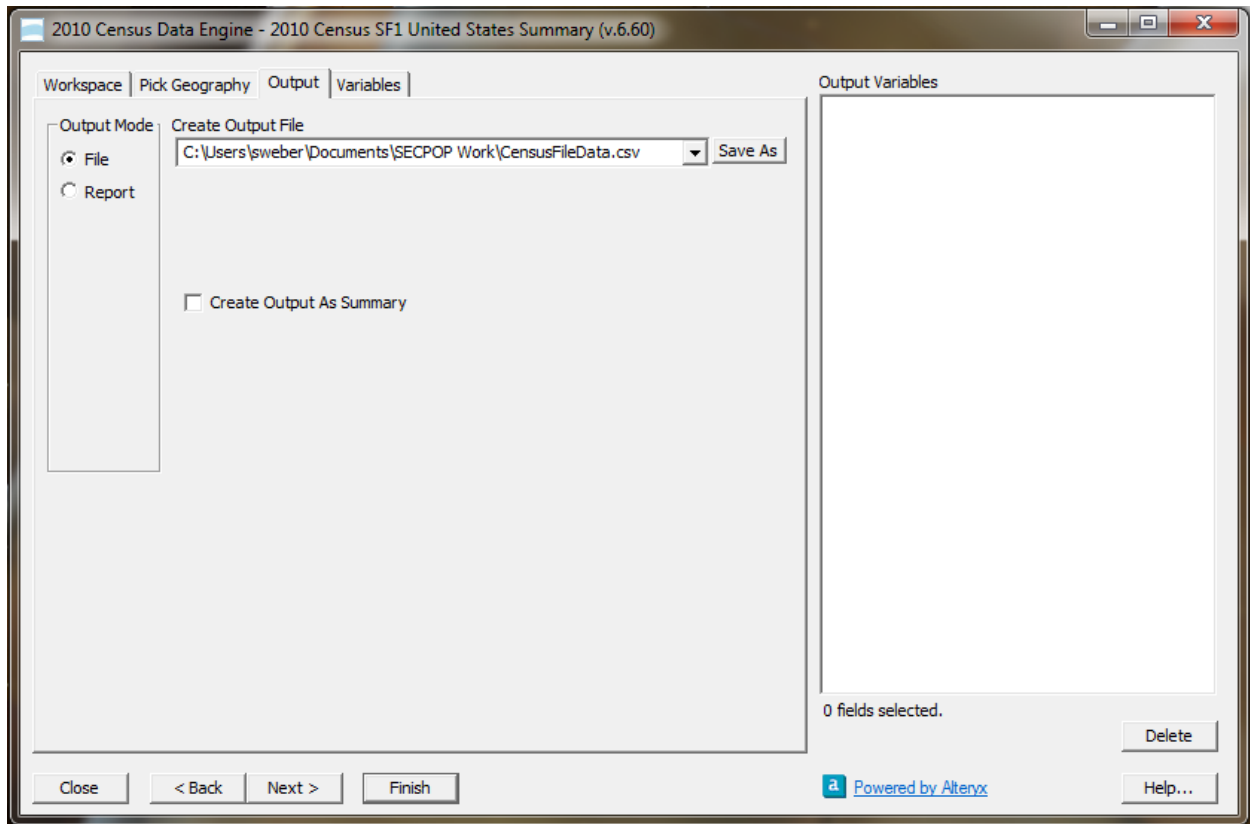 2010 Census Data Engine - 2010 Census SF1 United States Summary (v.6.60)
Workspace Pick Geography Output Variables
Output Variables
Output Mode
File
Report
Create Output File
C:\Users\sweber\Documents\SECPOP Work\CensusFileData.csv Save As
Create Output As Summary
0 fields selected.
Delete
Close < Back Next > Finish
a Powered by Alteryx
Help...